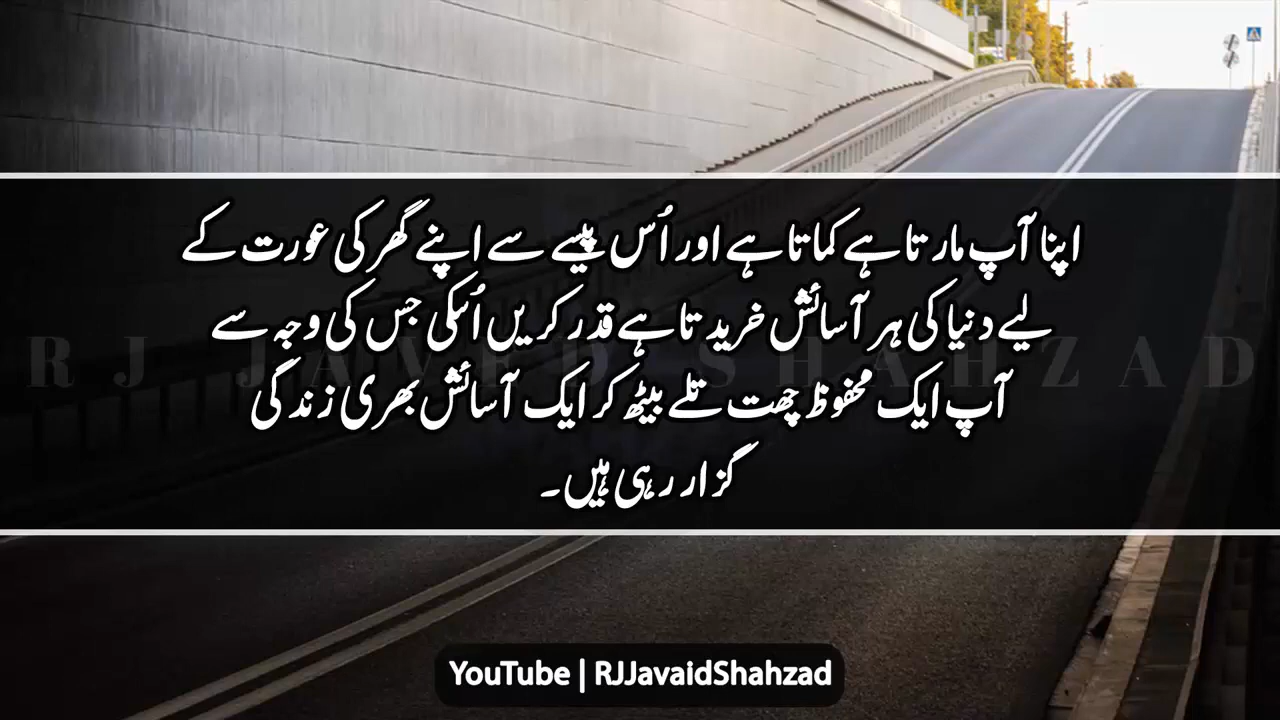 اپنا آپ مارتا ہے کماتا ہے اور اُس پیسے سے اپنے گھر کی عورت کے
لیے دنیا کی ہر آسائش خریدتا ہے قدر کریں اُسکی جس کی وجہ سے
RJ JAVED SHAHZAD
آپ ایک محفوظ چھت تلے بیٹھ کر ایک آسائش بھری زندگی
گزار رہی ہیں۔
YouTube | RJJavaidShahzad